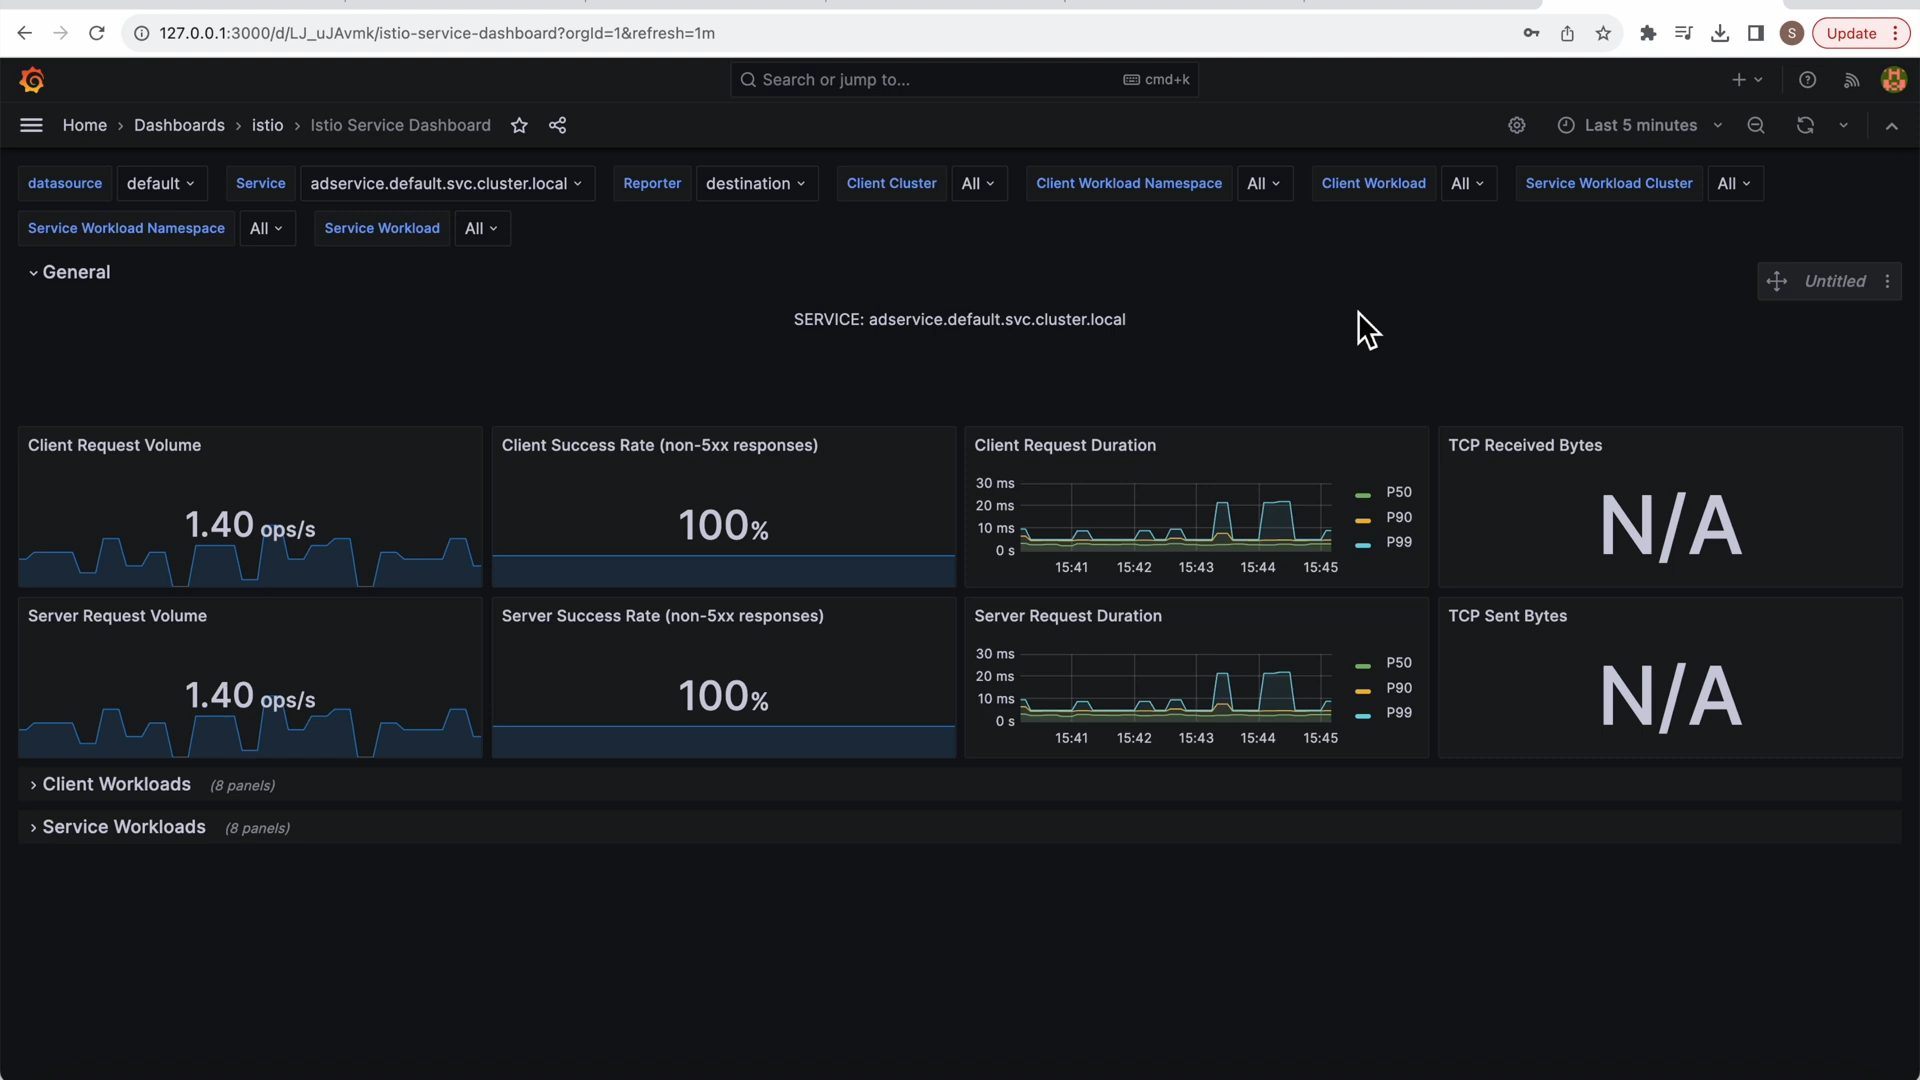 127.0.0.1:3000/d/LJ_uJAvmk/istio-service-dashboard?orgId=1&refresh=1m
S
Update
Search or jump to...
cmd+k
Home › Dashboards › istio › Istio Service Dashboard
Last 5 minutes
datasource default Service adservice.default.svc.cluster.local Reporter destination Client Cluster All Client Workload Namespace All Client Workload All Service Workload Cluster All
Service Workload Namespace All Service Workload All
General
Untitled
SERVICE: adservice.default.svc.cluster.local
Client Request Volume
1.40 ops/s
Client Success Rate (non-5xx responses)
100%
Client Request Duration
30 ms
20 ms
10 ms
0 s
15:41 15:42 15:43 15:44 15:45
P50
P90
P99
TCP Received Bytes
N/A
Server Request Volume
1.40 ops/s
Server Success Rate (non-5xx responses)
100%
Server Request Duration
30 ms
20 ms
10 ms
0 s
15:41 15:42 15:43 15:44 15:45
P50
P90
P99
TCP Sent Bytes
N/A
Client Workloads (8 panels)
Service Workloads (8 panels)